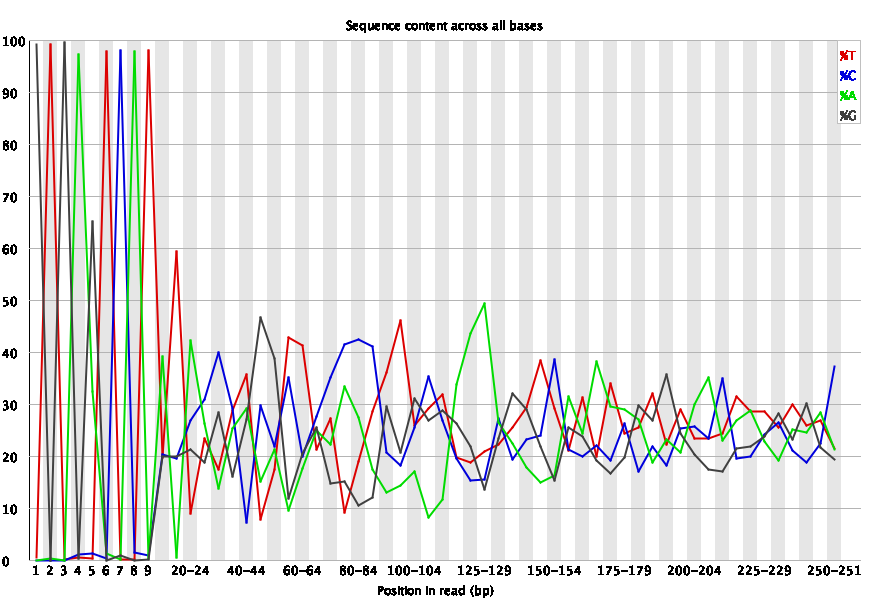 Sequence content across all bases
100
90
80
70
60
50
40
30
20
10
0
%T
%C
%A
%G
1 2 3 4 5 6 7 8 9 20-24 40-44 60-64 80-84 100-104 125-129 150-154 175-179 200-204 225-229 250-251
Position in read (bp)